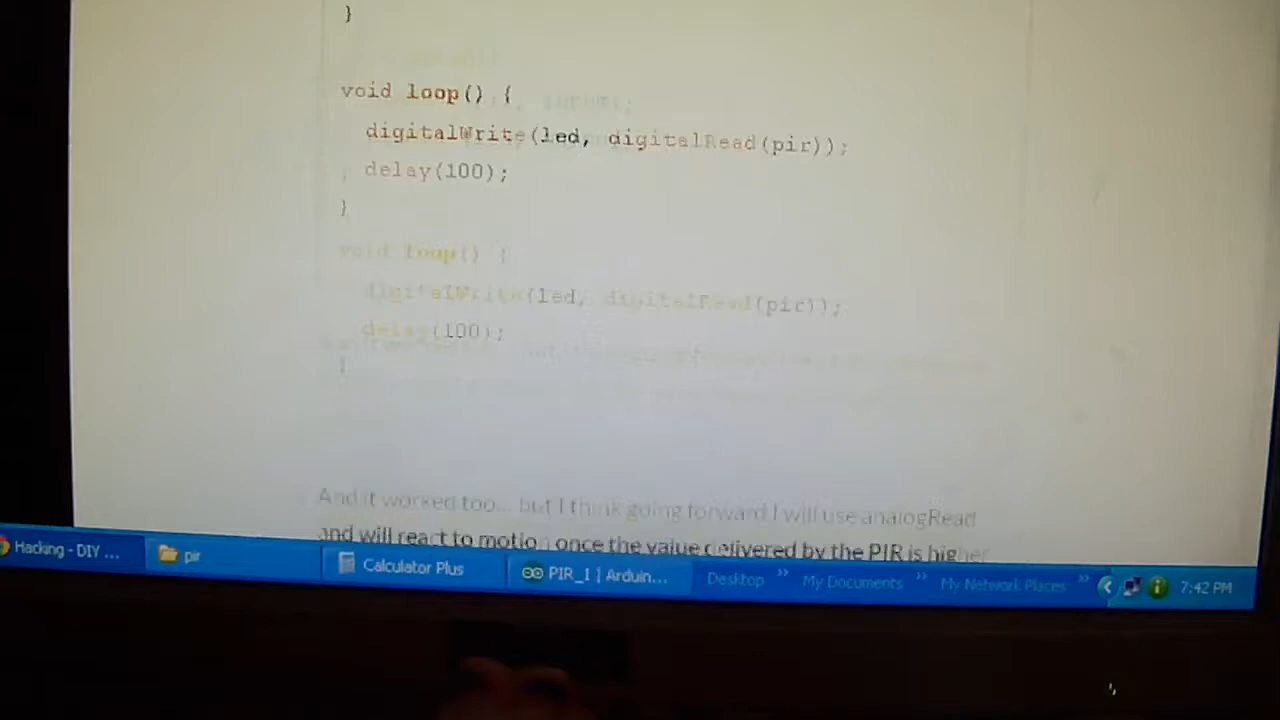 }
void loop() {
digitalWrite(led, digitalRead(pir));
delay(100);
}
void loop() {
digitalWrite(led, digitalRead(pir));
delay(100);
}
And it worked too... but I think going forward I will use analogRead
and will react to motion once the value delivered by the PIR is higher
Hacking - DIY ...
pir
Calculator Plus
PIR_1 | Arduin...
Desktop »
My Documents »
My Network Places »
7:42 PM